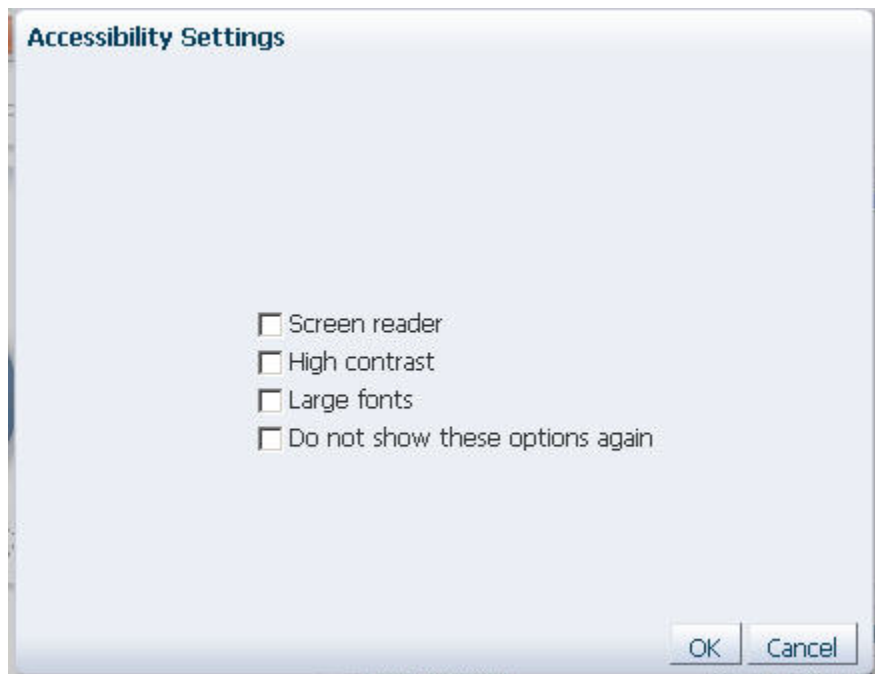 Accessibility Settings
Screen reader
High contrast
Large fonts
Do not show these options again
OK Cancel